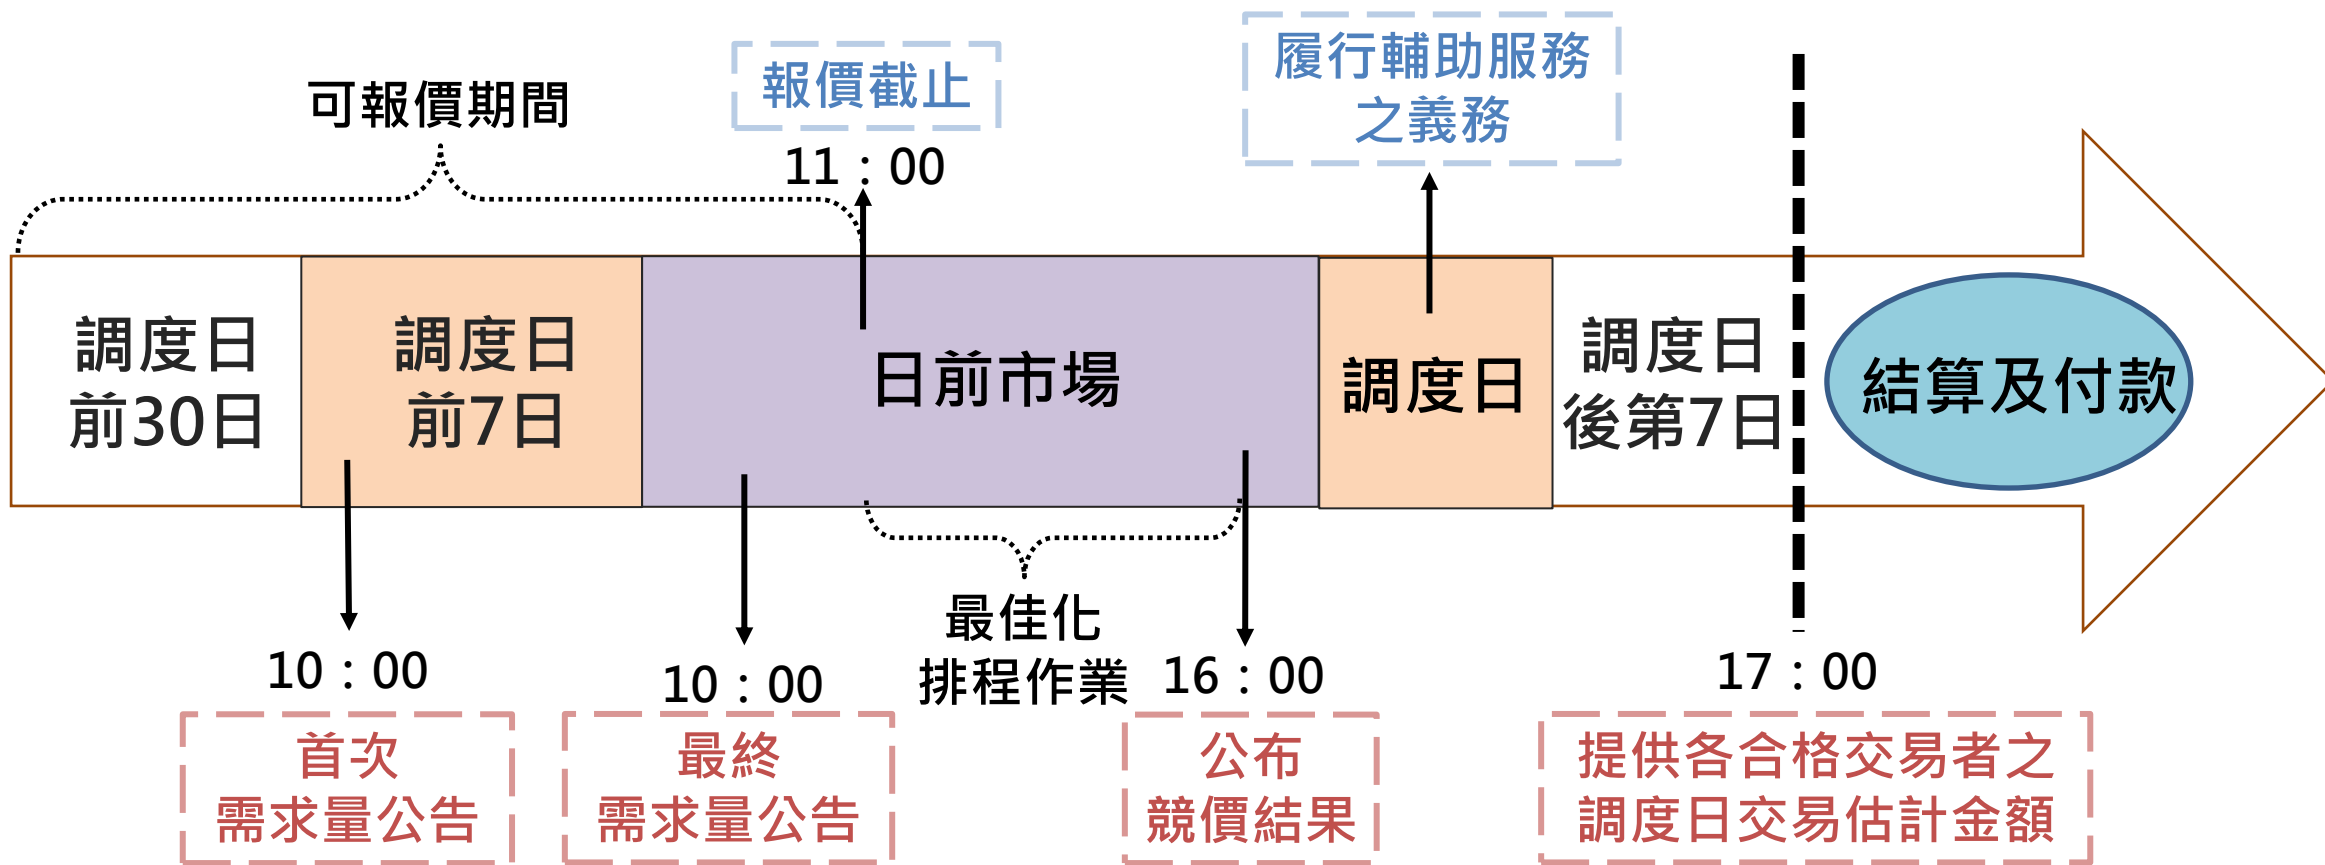 可報價期間
報價截止
11：00
履行輔助服務
之義務
調度日
前30日
調度日
前7日
日前市場
調度日
調度日
後第7日
結算及付款
10：00
首次
需求量公告
10：00
最終
需求量公告
最佳化
排程作業
16：00
公布
競價結果
17：00
提供各合格交易者之
調度日交易估計金額